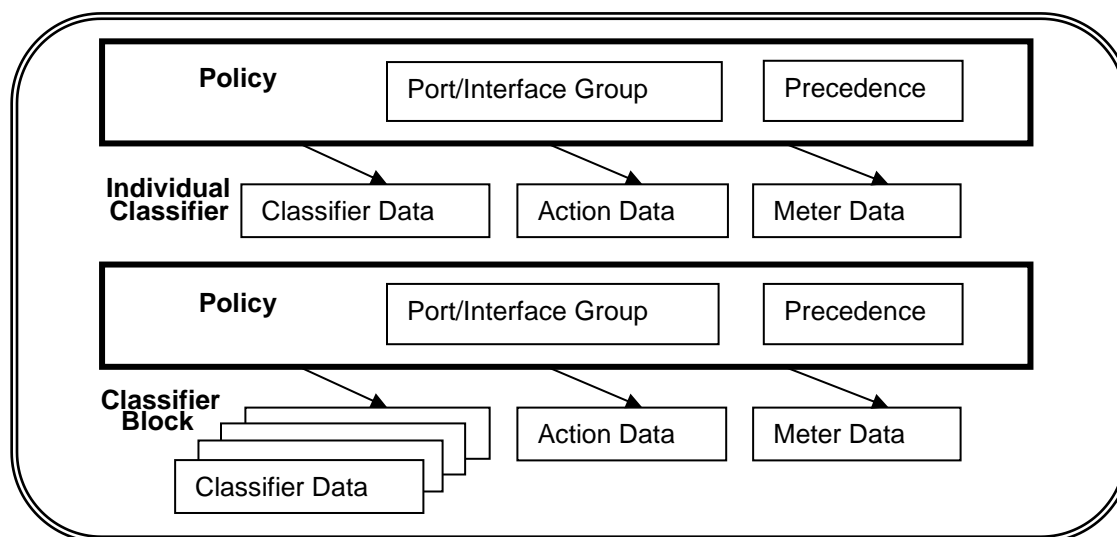 Policy
Port/Interface Group
Precedence
Individual
Classifier
Classifier Data
Action Data
Meter Data
Policy
Port/Interface Group
Precedence
Classifier
Block
Classifier Data
Action Data
Meter Data